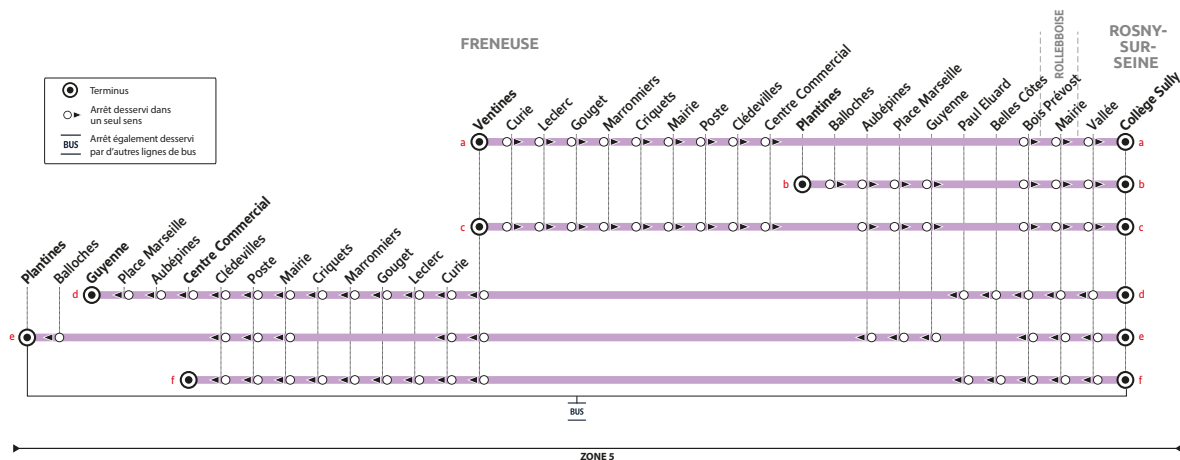 FRENEUSE
ROLLEBBOISE
ROSNY-
SUR-
SEINE
Terminus
Arrêt desservi dans
un seul sens
BUS
Arrêt également desservi
par d'autres lignes de bus
Ventines
Curie
Leclerc
Gouget
Marronniers
Criquets
Mairie
Poste
Clédevilles
Centre Commercial
Plantines
Balloches
Aubépines
Place Marseille
Guyenne
Paul Eluard
Belles Côtes
Bois Prévost
Mairie
Vallée
Collège Sully
a
a
b
b
c
c
Plantines
Balloches
Guyenne
Place Marseille
Aubépines
Centre Commercial
Clédevilles
Poste
Mairie
Criquets
Marronniers
Gouget
Leclerc
Curie
d
d
e
e
f
f
BUS
ZONE 5